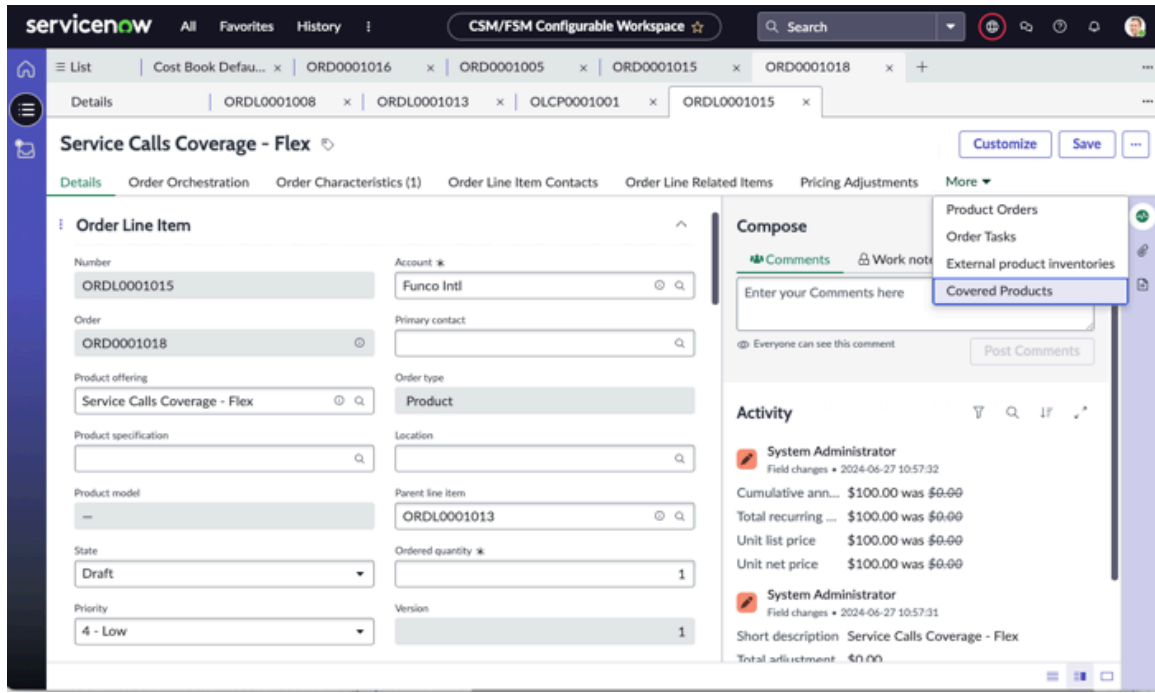 servicenow All Favorites History CSM/FSM Configurable Workspace Search
List Cost Book Defau... ORD0001016 ORD0001005 ORD0001015 ORD0001018
Details ORDL0001008 ORDL0001013 OLCP0001001 ORDL0001015
Service Calls Coverage - Flex Customize Save
Details Order Orchestration Order Characteristics (1) Order Line Item Contacts Order Line Related Items Pricing Adjustments More
Product Orders
Order Tasks
External product inventories
Covered Products
Order Line Item
Number
ORDL0001015
Account *
Funco Intl
Order
ORD0001018
Primary contact
Product offering
Service Calls Coverage - Flex
Order type
Product
Product specification
Location
Product model
—
Parent line item
ORDL0001013
State
Draft
Ordered quantity *
1
Priority
4 - Low
Version
1
Compose
Comments Work note
Enter your Comments here
Everyone can see this comment
Post Comments
Activity
System Administrator
Field changes • 2024-06-27 10:57:32
Cumulative ann... $100.00 was $0.00
Total recurring ... $100.00 was $0.00
Unit list price $100.00 was $0.00
Unit net price $100.00 was $0.00
System Administrator
Field changes • 2024-06-27 10:57:31
Short description Service Calls Coverage - Flex
Total adjustment $0.00